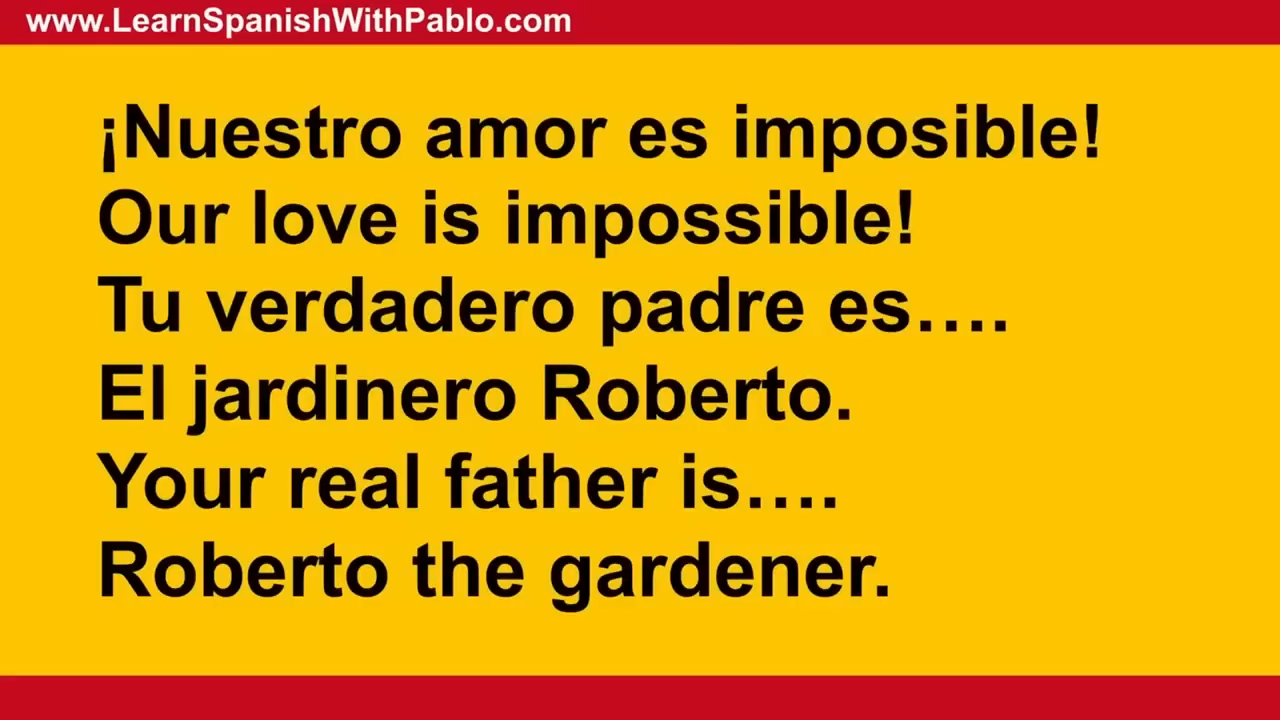 www.LearnSpanishWithPablo.com
¡Nuestro amor es imposible!
Our love is impossible!
Tu verdadero padre es….
El jardinero Roberto.
Your real father is….
Roberto the gardener.